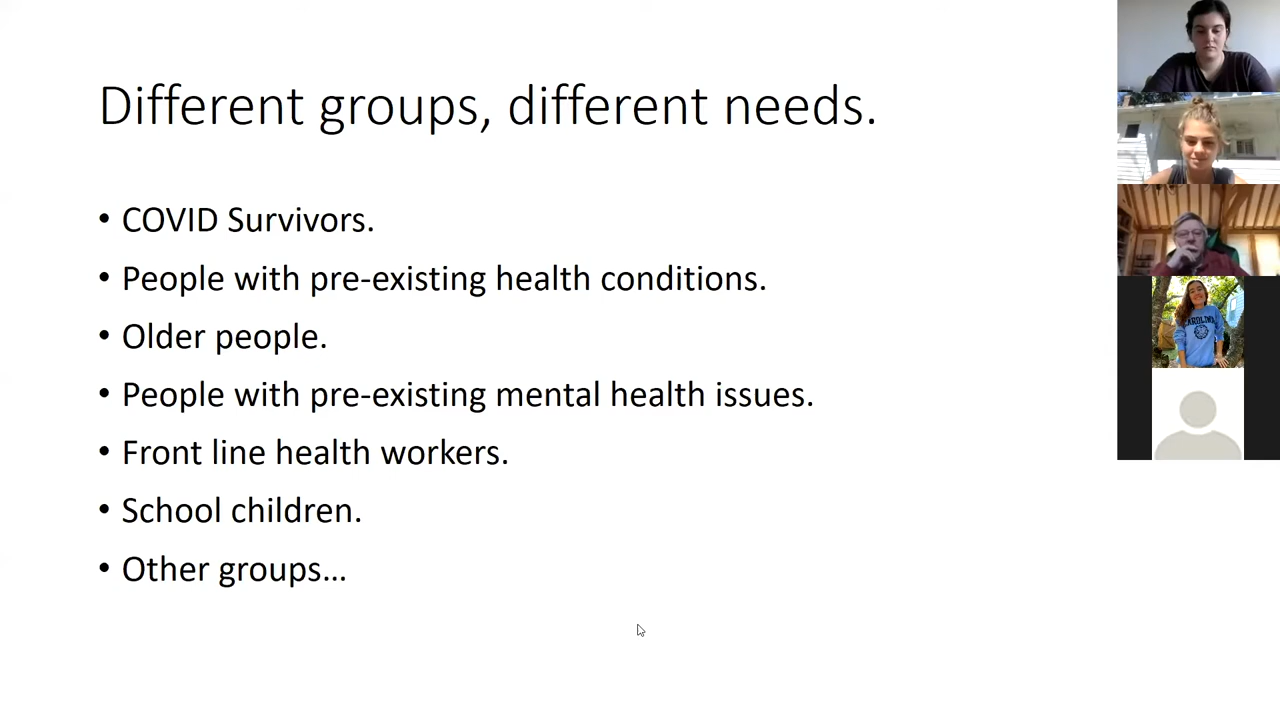 Different groups, different needs.
• COVID Survivors.
• People with pre-existing health conditions.
• Older people.
• People with pre-existing mental health issues.
• Front line health workers.
• School children.
• Other groups...
CAROLINA